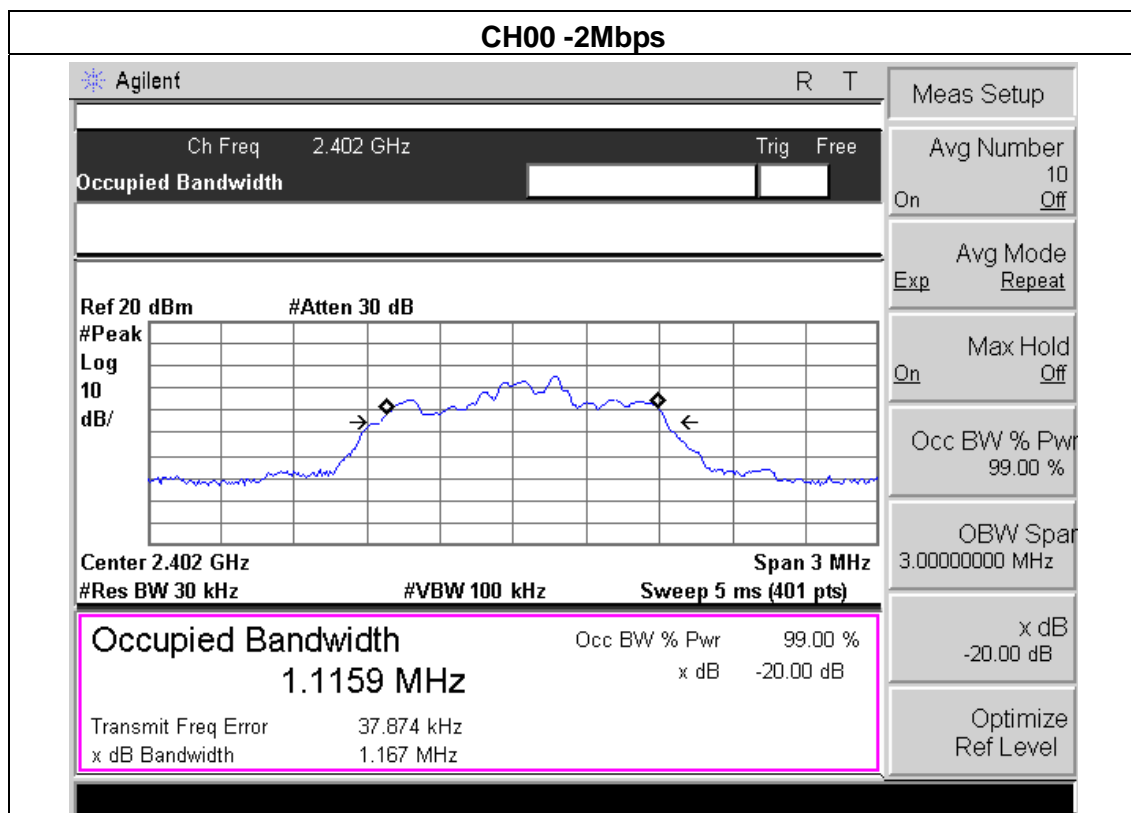 CH00 -2Mbps
Agilent R T
Ch Freq 2.402 GHz Trig Free
Occupied Bandwidth
Ref 20 dBm #Atten 30 dB
#Peak
Log
10
dB/
Center 2.402 GHz Span 3 MHz
#Res BW 30 kHz #VBW 100 kHz Sweep 5 ms (401 pts)
Occupied Bandwidth
1.1159 MHz
Occ BW % Pwr 99.00 %
x dB -20.00 dB
Transmit Freq Error 37.874 kHz
x dB Bandwidth 1.167 MHz
Meas Setup
Avg Number
10
On Off
Avg Mode
Exp Repeat
Max Hold
On Off
Occ BW % Pwr
99.00 %
OBW Spar
3.00000000 MHz
x dB
-20.00 dB
Optimize
Ref Level